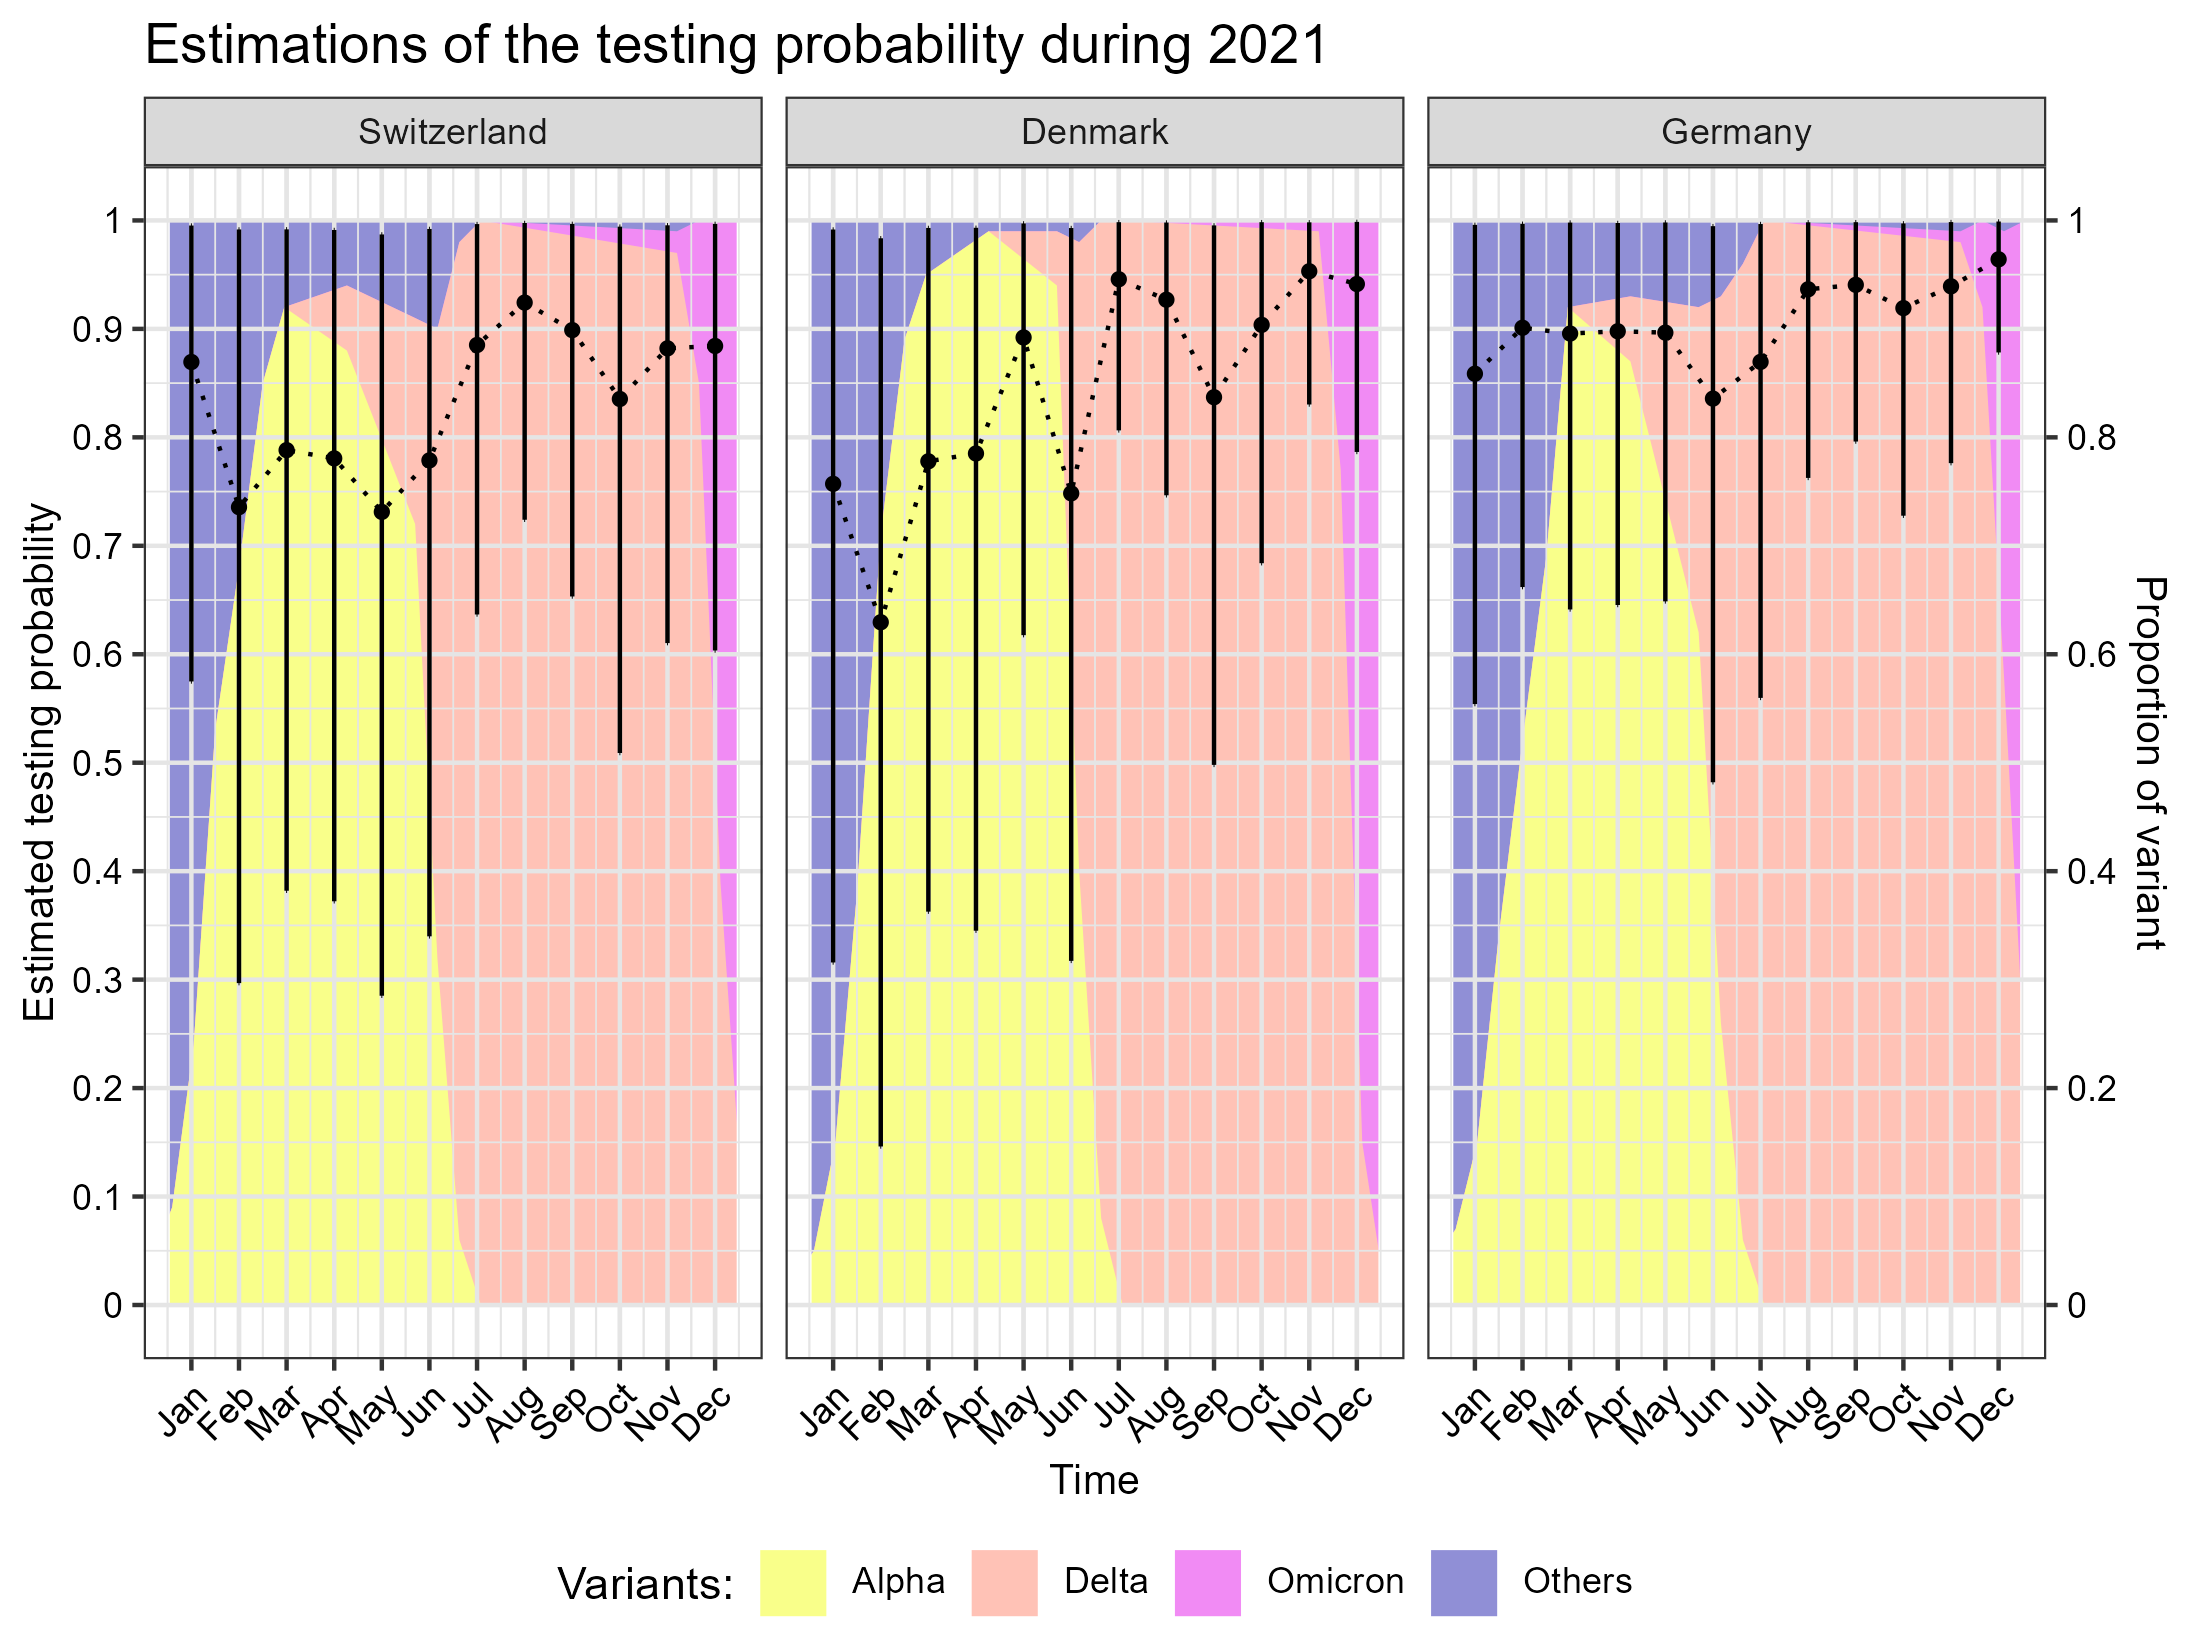 Estimations of the testing probability during 2021
Switzerland
Denmark
Germany
Estimated testing probability
1
0.9
0.8
0.7
0.6
0.5
0.4
0.3
0.2
0.1
0
1
0.8
0.6
0.4
0.2
0
Proportion of variant
Jan Feb Mar Apr May Jun Jul Aug Sep Oct Nov Dec
Jan Feb Mar Apr May Jun Jul Aug Sep Oct Nov Dec
Jan Feb Mar Apr May Jun Jul Aug Sep Oct Nov Dec
Time
Variants: Alpha Delta Omicron Others